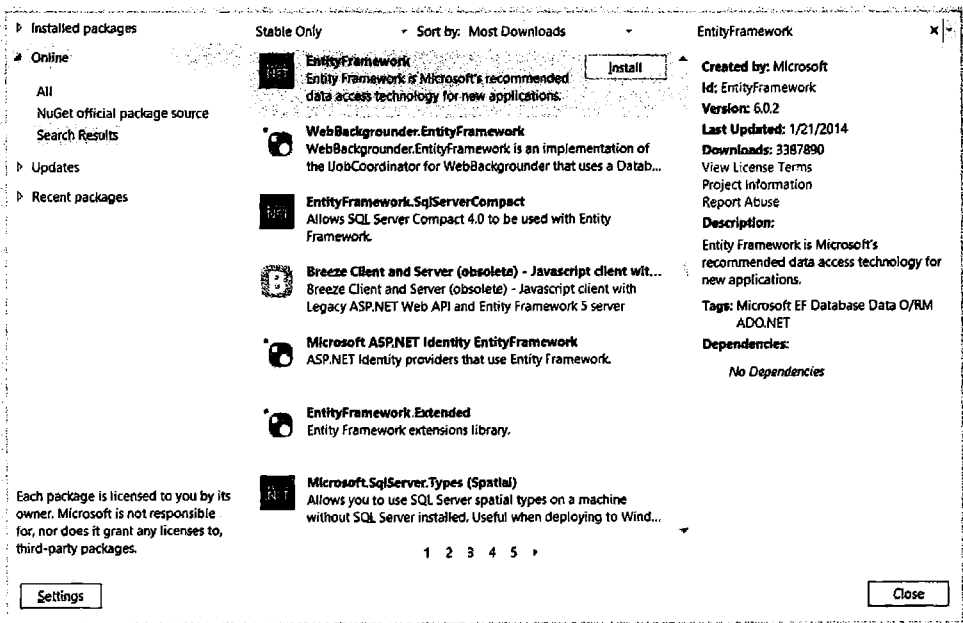 Installed packages
Online
All
NuGet official package source
Search Results
Updates
Recent packages
Each package is licensed to you by its
owner. Microsoft is not responsible
for, nor does it grant any licenses to,
third-party packages.
Settings
Stable Only
Sort by: Most Downloads
.NET
EntityFramework
Install
Entity Framework is Microsoft's recommended
data access technology for new applications.
WebBackgrounder.EntityFramework
WebBackgrounder.EntityFramework is an implementation of
the IJobCoordinator for WebBackgrounder that uses a Datab...
.NET
EntityFramework.SqlServerCompact
Allows SQL Server Compact 4.0 to be used with Entity
Framework.
B
Breeze Client and Server (obsolete) - Javascript client wit...
Breeze Client and Server (obsolete) - Javascript client with
Legacy ASP.NET Web API and Entity Framework 5 server
Microsoft ASP.NET Identity EntityFramework
ASP.NET Identity providers that use Entity Framework.
EntityFramework.Extended
Entity Framework extensions library.
.NET
Microsoft.SqlServer.Types (Spatial)
Allows you to use SQL Server spatial types on a machine
without SQL Server installed. Useful when deploying to Wind...
1 2 3 4 5
EntityFramework x
Created by: Microsoft
Id: EntityFramework
Version: 6.0.2
Last Updated: 1/21/2014
Downloads: 3387890
View License Terms
Project Information
Report Abuse
Description:
Entity Framework is Microsoft's
recommended data access technology for
new applications.
Tags: Microsoft EF Database Data O/RM
ADO.NET
Dependencies:
No Dependencies
Close